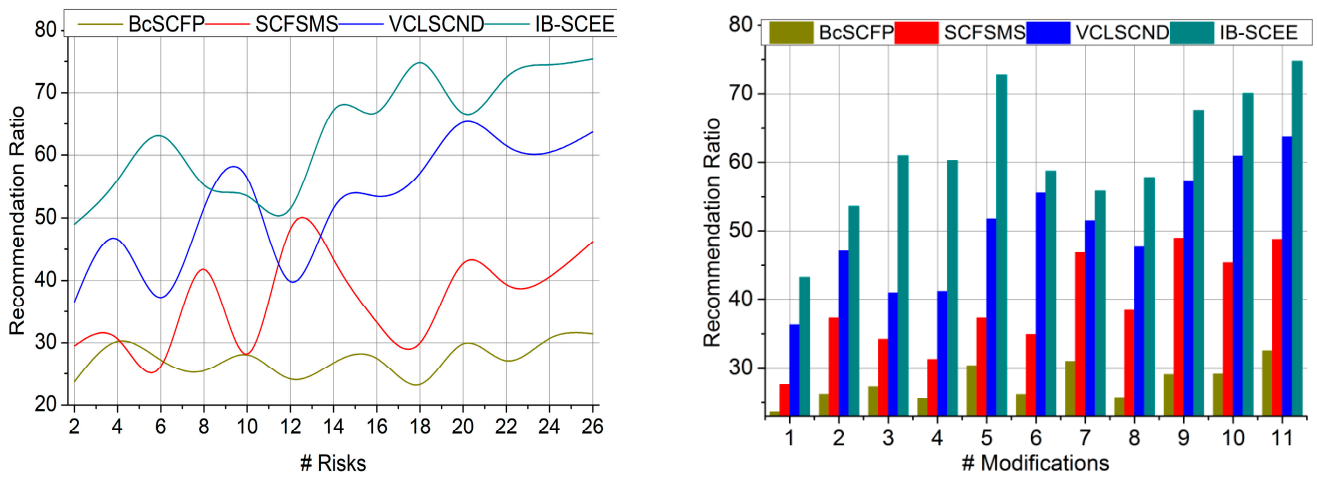 BcSCFP SCFSMS VCLSCND IB-SCEE
80
70
60
50
40
30
20
Recommendation Ratio
2 4 6 8 10 12 14 16 18 20 22 24 26
# Risks
BcSCFP SCFSMS VCLSCND IB-SCEE
80
70
60
50
40
30
Recommendation Ratio
1 2 3 4 5 6 7 8 9 10 11
# Modifications